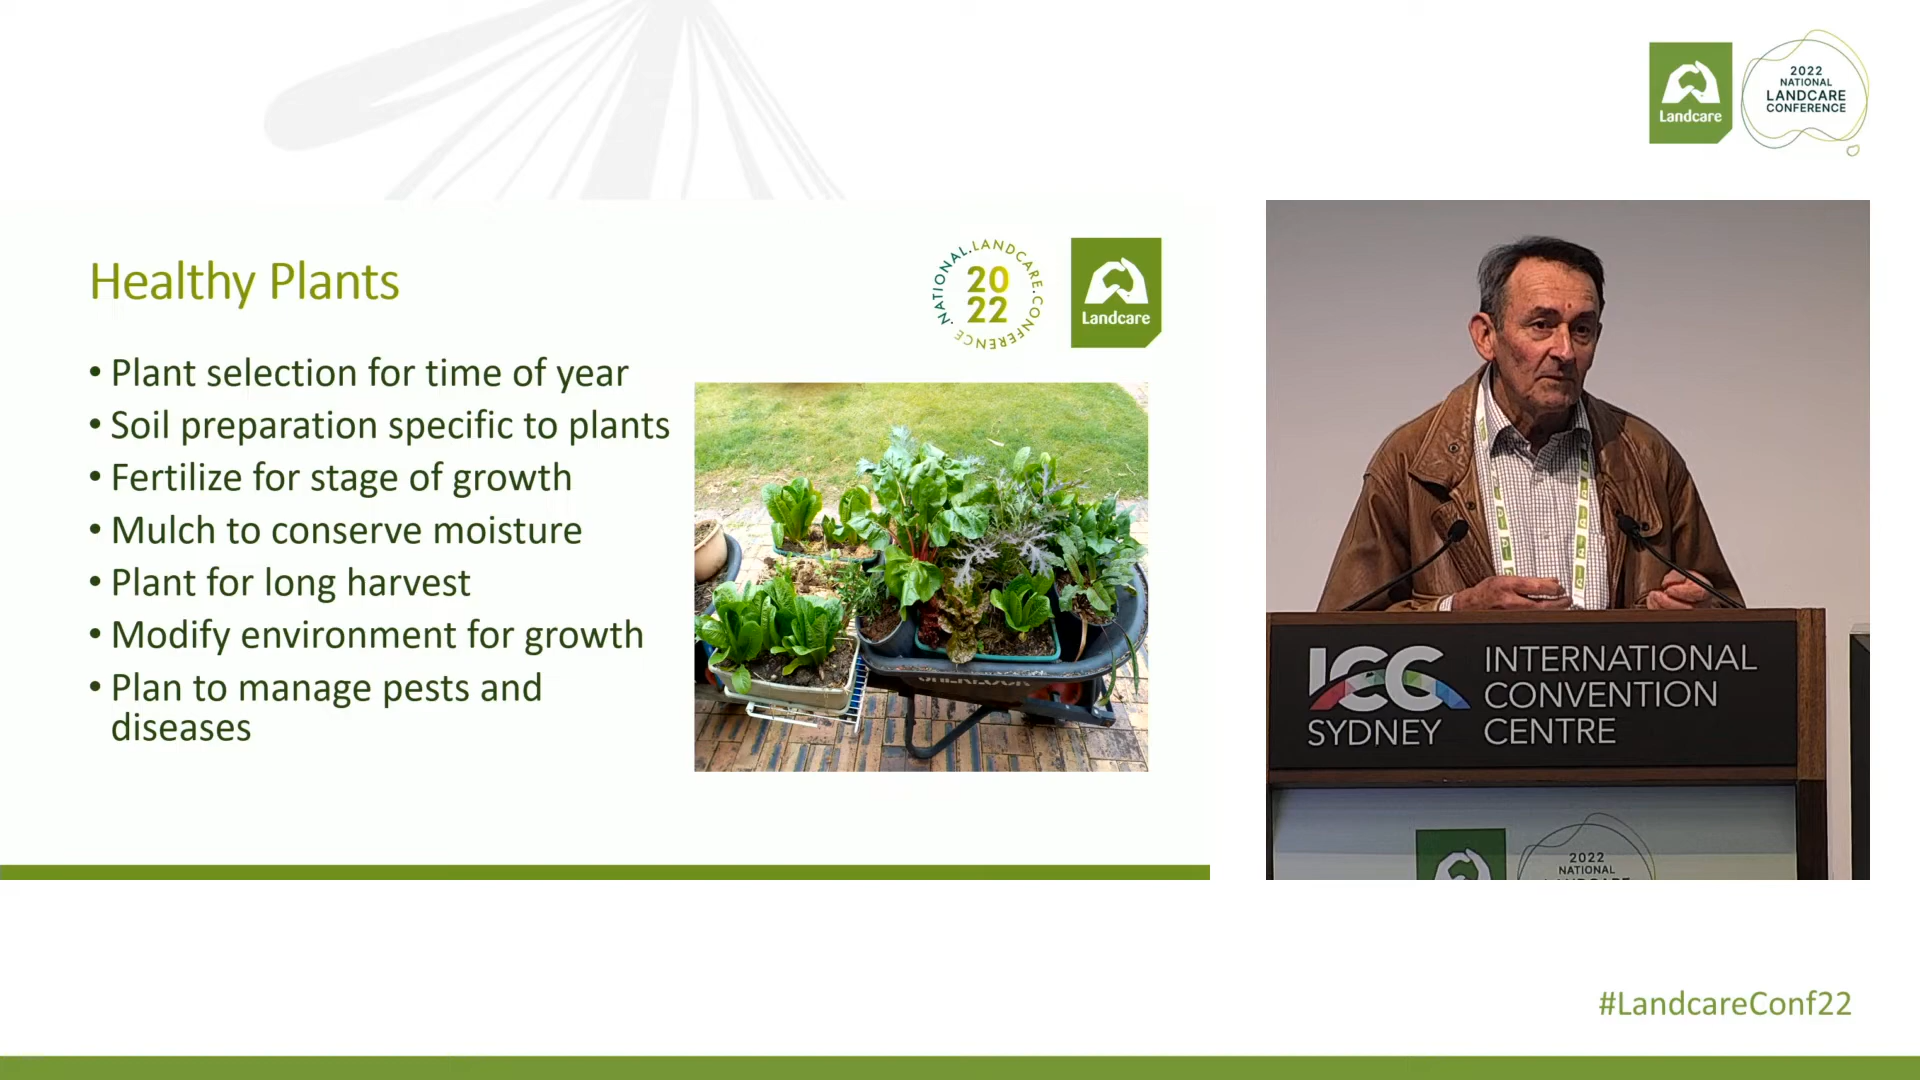 Landcare
2022
NATIONAL
LANDCARE
CONFERENCE
Healthy Plants
NATIONAL.LANDCARE.CONFERENCE.
20
22
Landcare
• Plant selection for time of year
• Soil preparation specific to plants
• Fertilize for stage of growth
• Mulch to conserve moisture
• Plant for long harvest
• Modify environment for growth
• Plan to manage pests and
diseases
ICC
SYDNEY
INTERNATIONAL
CONVENTION
CENTRE
2022
NATIONAL
#LandcareConf22